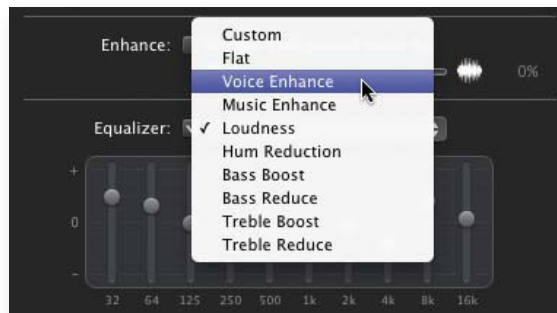 Custom
Flat
Enhance:
Voice Enhance
0%
Music Enhance
Equalizer: ✓ Loudness
Hum Reduction
Bass Boost
Bass Reduce
Treble Boost
Treble Reduce
+
0
–
32 64 125 250 500 1k 2k 4k 8k 16k